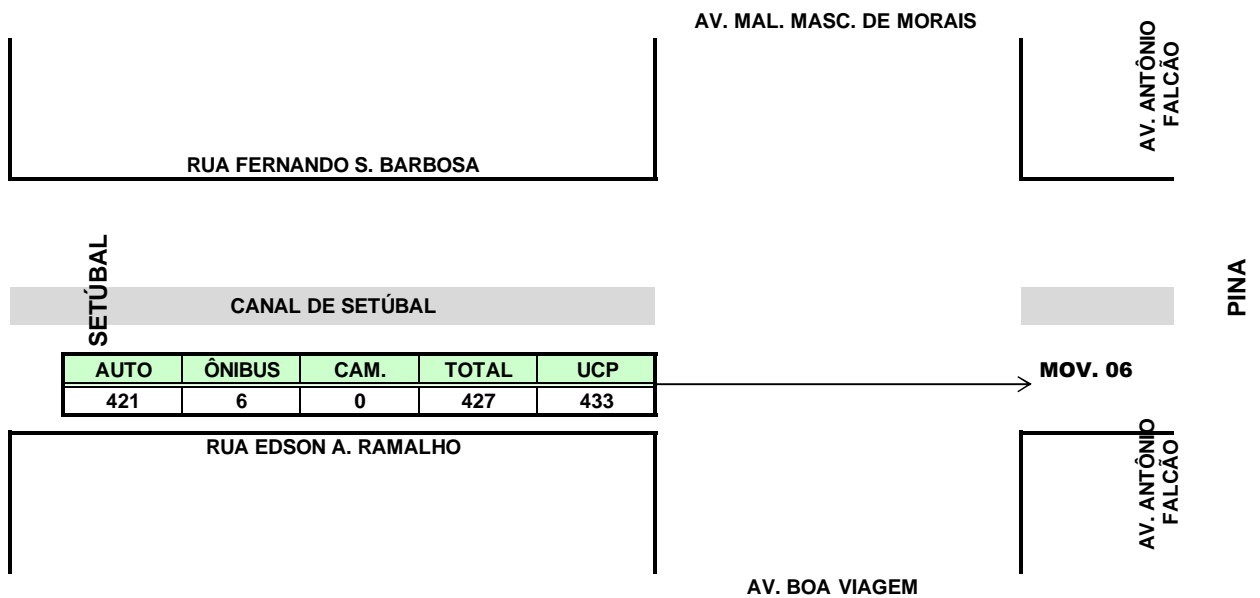 AV. MAL. MASC. DE MORAIS
AV. ANTÔNIO
FALCÃO
RUA FERNANDO S. BARBOSA
SETÚBAL
PINA
CANAL DE SETÚBAL
AUTO ÔNIBUS CAM. TOTAL UCP
421 6 0 427 433
MOV. 06
RUA EDSON A. RAMALHO
AV. ANTÔNIO
FALCÃO
AV. BOA VIAGEM